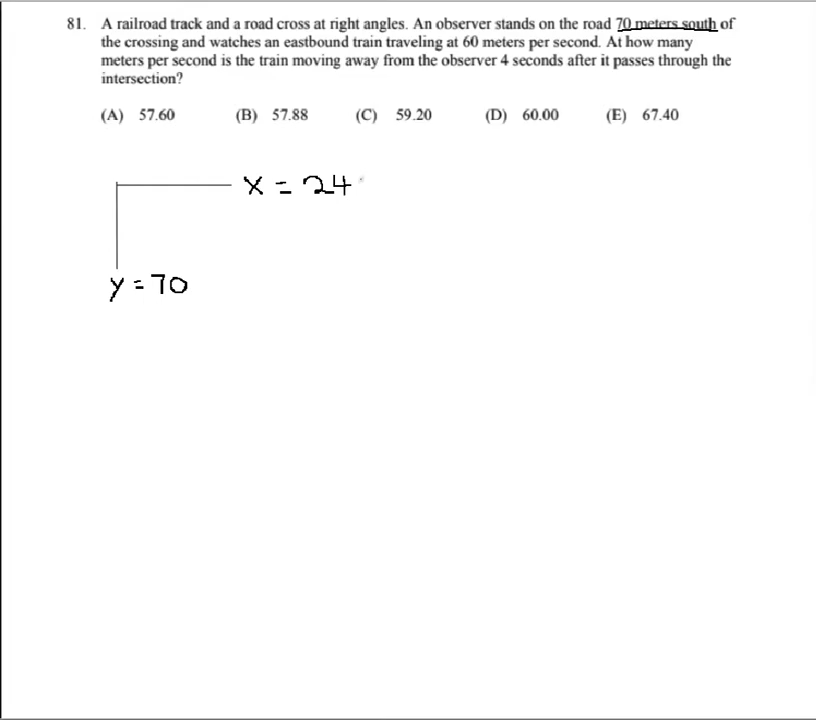 81. A railroad track and a road cross at right angles. An observer stands on the road 70 meters south of
the crossing and watches an eastbound train traveling at 60 meters per second. At how many
meters per second is the train moving away from the observer 4 seconds after it passes through the
intersection?
(A) 57.60 (B) 57.88 (C) 59.20 (D) 60.00 (E) 67.40
x = 24
y = 70